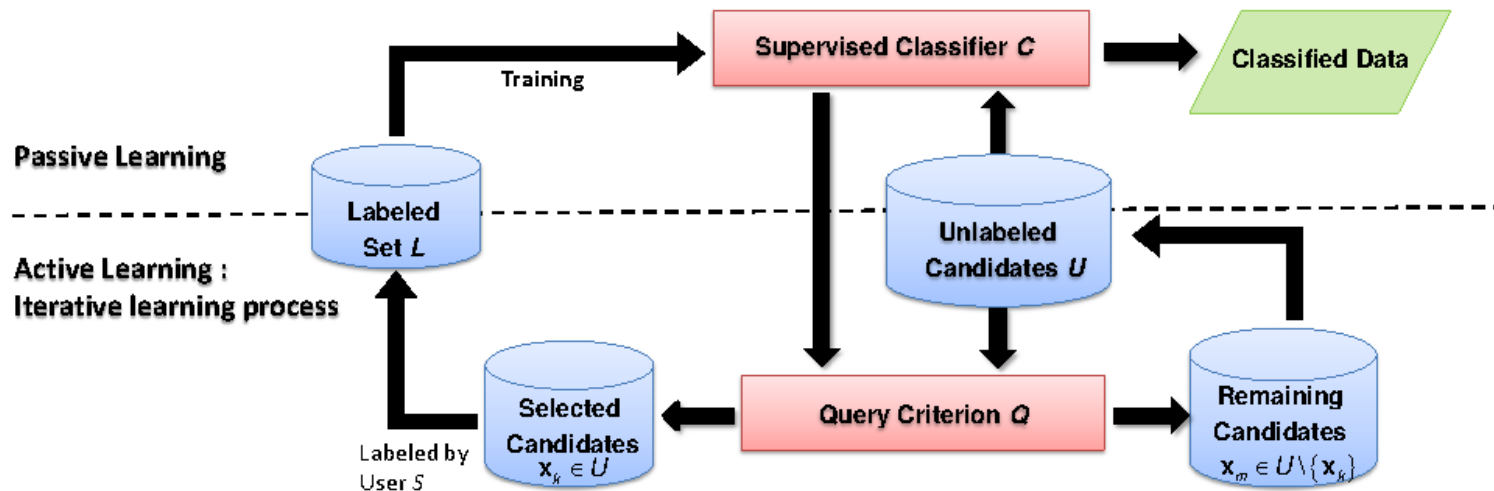 Supervised Classifier C
Classified Data
Training
Passive Learning
Labeled
Set L
Unlabeled
Candidates U
Active Learning :
Iterative learning process
Selected
Candidates
xₖ ∈ U
Query Criterion Q
Remaining
Candidates
xₘ ∈ U\{xₖ}
Labeled by
User S